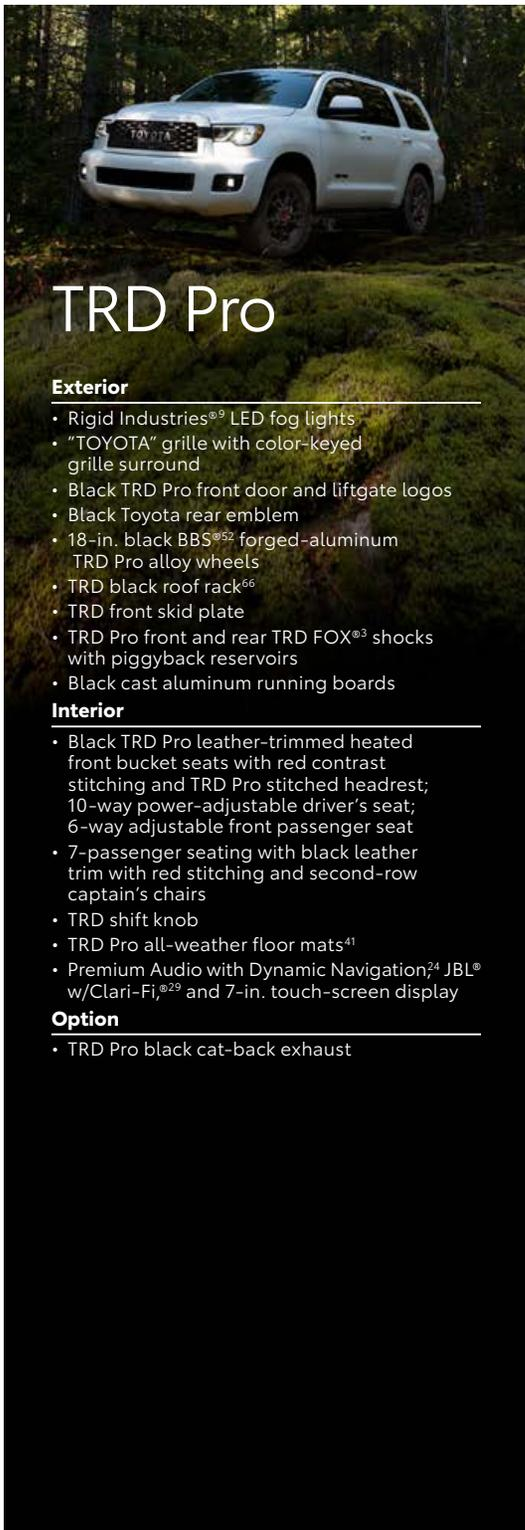 TOYOTA
TRD Pro
Exterior
• Rigid Industries®9 LED fog lights
• "TOYOTA" grille with color-keyed
grille surround
• Black TRD Pro front door and liftgate logos
• Black Toyota rear emblem
• 18-in. black BBS®52 forged-aluminum
TRD Pro alloy wheels
• TRD black roof rack66
• TRD front skid plate
• TRD Pro front and rear TRD FOX®3 shocks
with piggyback reservoirs
• Black cast aluminum running boards
Interior
• Black TRD Pro leather-trimmed heated
front bucket seats with red contrast
stitching and TRD Pro stitched headrest;
10-way power-adjustable driver's seat;
6-way adjustable front passenger seat
• 7-passenger seating with black leather
trim with red stitching and second-row
captain's chairs
• TRD shift knob
• TRD Pro all-weather floor mats41
• Premium Audio with Dynamic Navigation,24 JBL®
w/Clari-Fi,®29 and 7-in. touch-screen display
Option
• TRD Pro black cat-back exhaust